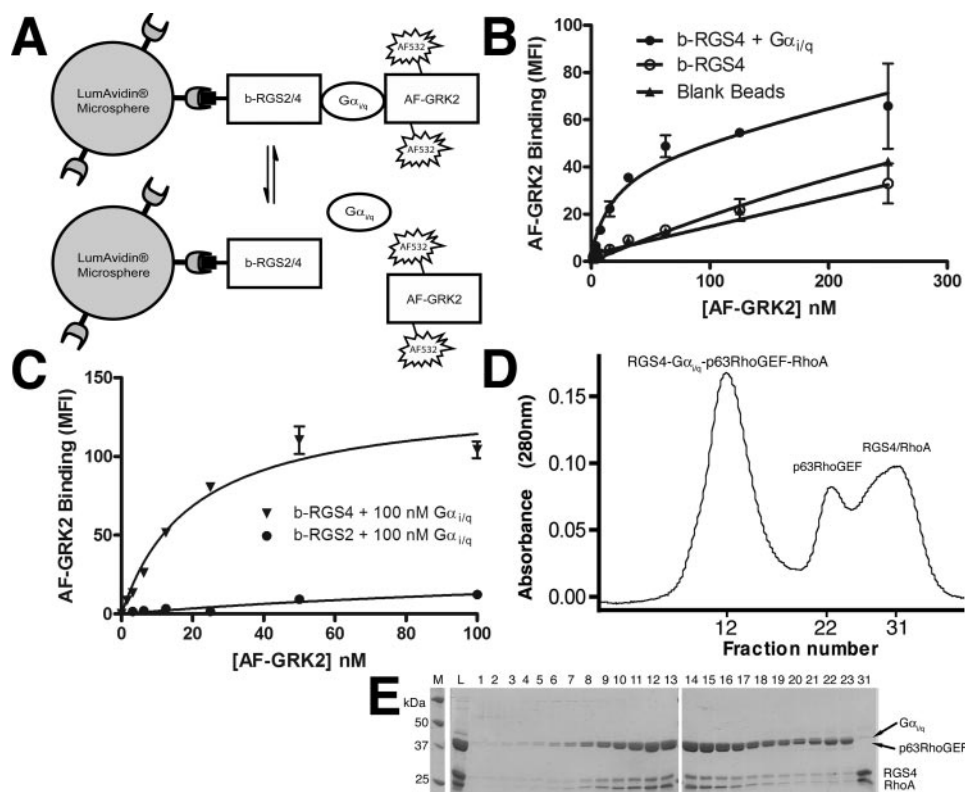 A
LumAvidin®
Microsphere
b-RGS2/4
Gαi/q
AF532
AF-GRK2
AF532
Gαi/q
LumAvidin®
Microsphere
b-RGS2/4
AF532
AF-GRK2
AF532
B
AF-GRK2 Binding (MFI)
100
80
60
40
20
0
b-RGS4 + Gαi/q
b-RGS4
Blank Beads
0 100 200 300
[AF-GRK2] nM
C
AF-GRK2 Binding (MFI)
150
100
50
0
b-RGS4 + 100 nM Gαi/q
b-RGS2 + 100 nM Gαi/q
0 20 40 60 80 100
[AF-GRK2] nM
D
RGS4-Gαi/q-p63RhoGEF-RhoA
p63RhoGEF
RGS4/RhoA
Absorbance (280nm)
0.15
0.10
0.05
0.00
12 22 31
Fraction number
E
M L 1 2 3 4 5 6 7 8 9 10 11 12 13 14 15 16 17 18 19 20 21 22 23 31
kDa
50
37
25
Gαi/q
p63RhoGEF
RGS4
RhoA